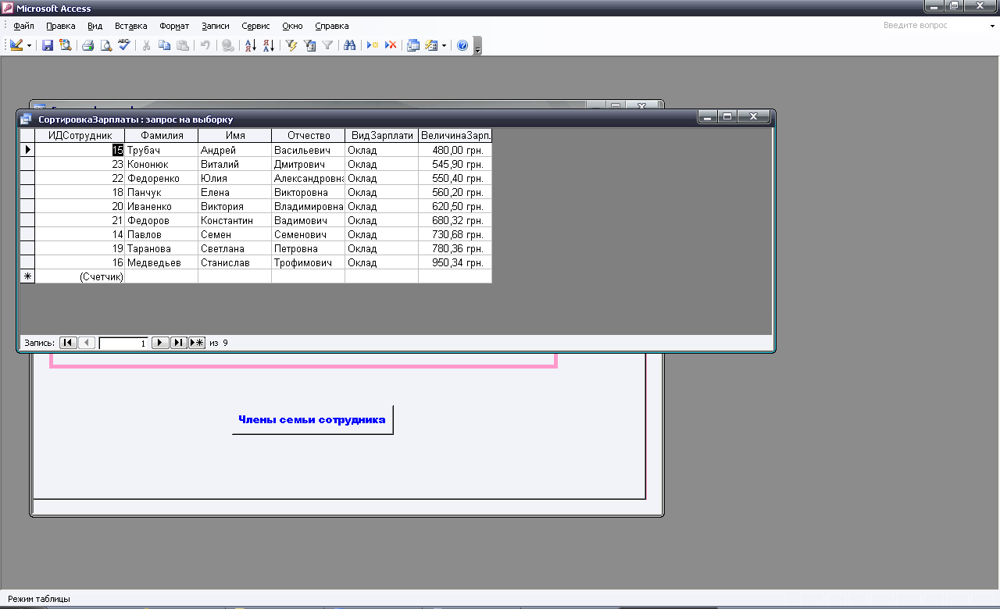 Microsoft Access
Файл Правка Вид Вставка Формат Записи Сервис Окно Справка Введите вопрос
СортировкаЗарплаты : запрос на выборку
ИДСотрудник Фамилия Имя Отчество ВидЗарплати ВеличинаЗарп
15 Трубач Андрей Васильевич Оклад 480,00 грн.
23 Кононюк Виталий Дмитрович Оклад 545,90 грн.
22 Федоренко Юлия Александровна Оклад 550,40 грн.
18 Панчук Елена Викторовна Оклад 560,20 грн.
20 Иваненко Виктория Владимировна Оклад 620,50 грн.
21 Федоров Константин Вадимович Оклад 680,32 грн.
14 Павлов Семен Семенович Оклад 730,68 грн.
19 Таранова Светлана Петровна Оклад 780,36 грн.
16 Медведьев Станислав Трофимович Оклад 950,34 грн.
(Счетчик)
Запись: 1 из 9
Члены семьи сотрудника
Режим таблицы